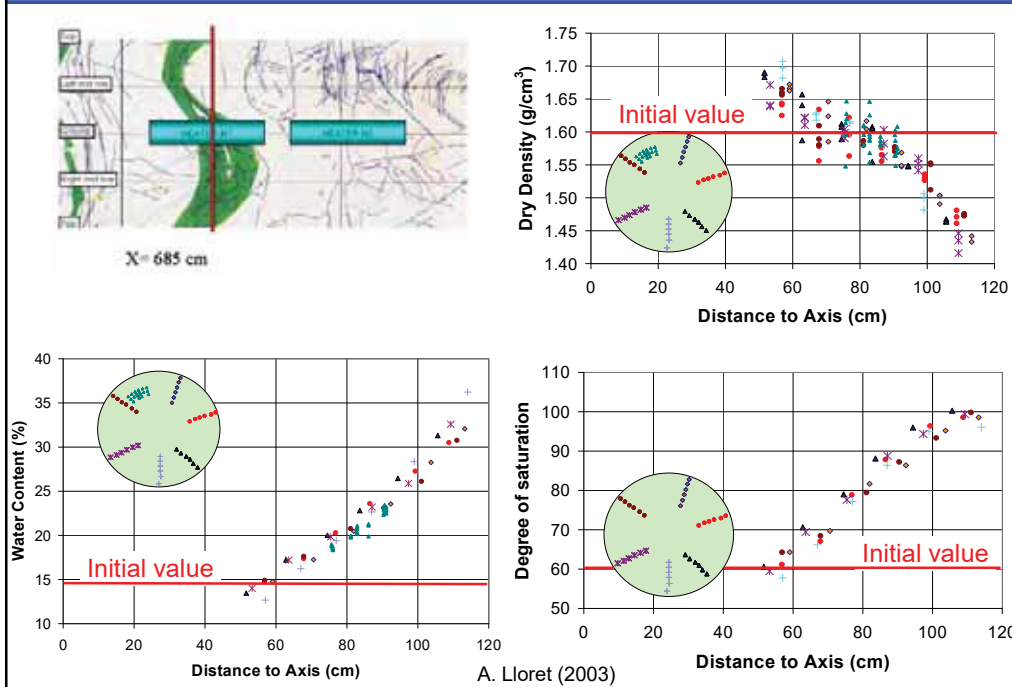 X= 685 cm
Dry Density (g/cm³)
1.75
1.70
1.65
1.60
1.55
1.50
1.45
1.40
Initial value
0 20 40 60 80 100 120
Distance to Axis (cm)
Water Content (%)
40
35
30
25
20
15
10
Initial value
0 20 40 60 80 100 120
Distance to Axis (cm)
Degree of saturation
110
100
90
80
70
60
50
Initial value
0 20 40 60 80 100 120
Distance to Axis (cm)
A. Lloret (2003)